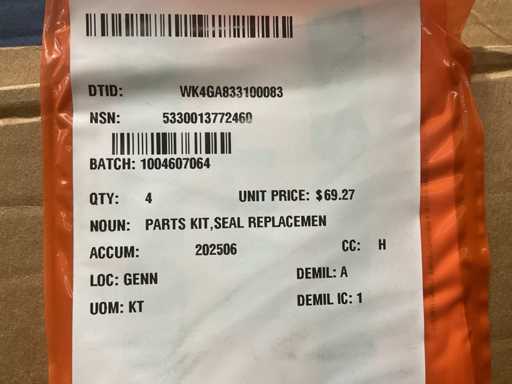 DTID: WK4GA833100083
NSN: 5330013772460
BATCH: 1004607064
QTY: 4 UNIT PRICE: $69.27
NOUN: PARTS KIT,SEAL REPLACEMEN
ACCUM: 202506 CC: H
LOC: GENN DEMIL: A
UOM: KT DEMIL IC: 1